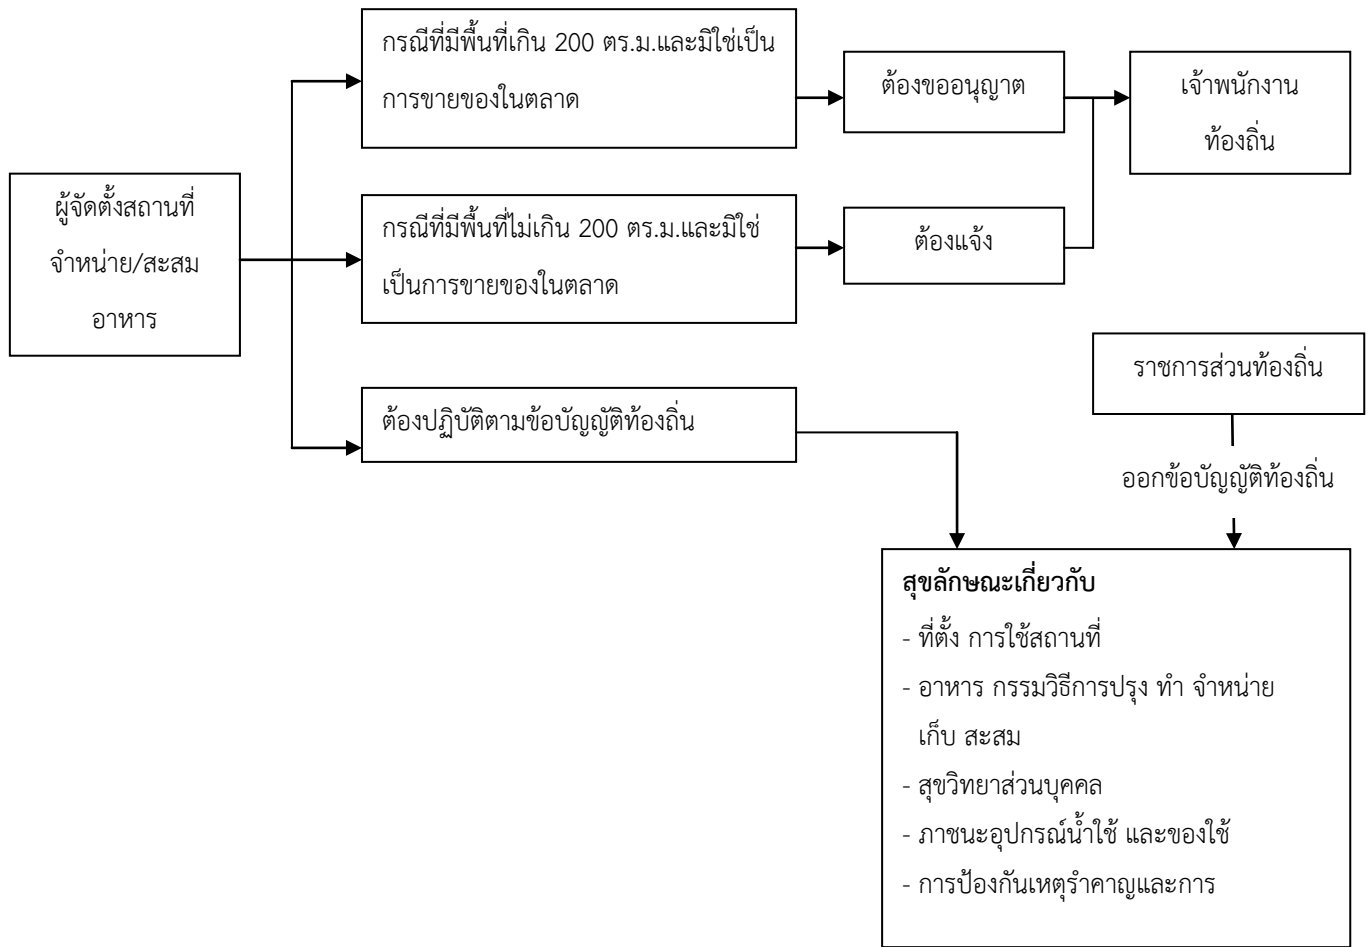 ผู้จัดตั้งสถานที่
จำหน่าย/สะสม
อาหาร
กรณีที่มีพื้นที่เกิน 200 ตร.ม.และมิใช่เป็น
การขายของในตลาด
ต้องขออนุญาต
เจ้าพนักงาน
ท้องถิ่น
กรณีที่มีพื้นที่ไม่เกิน 200 ตร.ม.และมิใช่
เป็นการขายของในตลาด
ต้องแจ้ง
ต้องปฏิบัติตามข้อบัญญัติท้องถิ่น
ราชการส่วนท้องถิ่น
ออกข้อบัญญัติท้องถิ่น
สุขลักษณะเกี่ยวกับ
- ที่ตั้ง การใช้สถานที่
- อาหาร กรรมวิธีการปรุง ทำ จำหน่าย
เก็บ สะสม
- สุขวิทยาส่วนบุคคล
- ภาชนะอุปกรณ์น้ำใช้ และของใช้
- การป้องกันเหตุรำคาญและการ